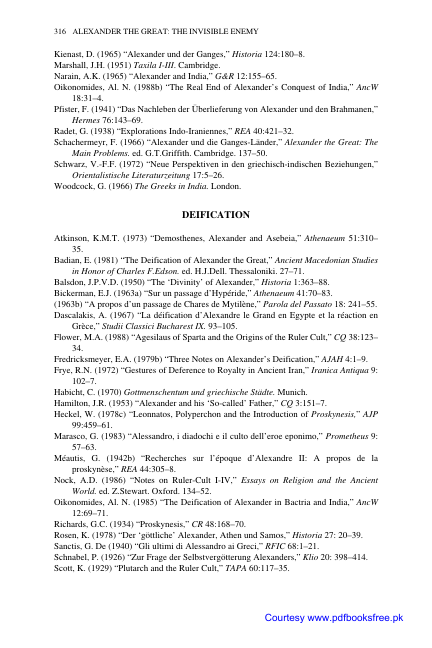 316 ALEXANDER THE GREAT: THE INVISIBLE ENEMY
Kienast, D. (1965) “Alexander und der Ganges,” Historia 124:180–8.
Marshall, J.H. (1951) Taxila I-III. Cambridge.
Narain, A.K. (1965) “Alexander and India,” G&R 12:155–65.
Oikonomides, Al. N. (1988b) “The Real End of Alexander’s Conquest of India,” AncW
18:31–4.
Pfister, F. (1941) “Das Nachleben der Überlieferung von Alexander und den Brahmanen,”
Hermes 76:143–69.
Radet, G. (1938) “Explorations Indo-Iraniennes,” REA 40:421–32.
Schachermeyr, F. (1966) “Alexander und die Ganges-Länder,” Alexander the Great: The
Main Problems. ed. G.T.Griffith. Cambridge. 137–50.
Schwarz, V.-F.F. (1972) “Neue Perspektiven in den griechisch-indischen Beziehungen,”
Orientalistische Literaturzeitung 17:5–26.
Woodcock, G. (1966) The Greeks in India. London.
DEIFICATION
Atkinson, K.M.T. (1973) “Demosthenes, Alexander and Asebeia,” Athenaeum 51:310–
35.
Badian, E. (1981) “The Deification of Alexander the Great,” Ancient Macedonian Studies
in Honor of Charles F.Edson. ed. H.J.Dell. Thessaloniki. 27–71.
Balsdon, J.P.V.D. (1950) “The ‘Divinity’ of Alexander,” Historia 1:363–88.
Bickerman, E.J. (1963a) “Sur un passage d’Hypéride,” Athenaeum 41:70–83.
(1963b) “A propos d’un passage de Chares de Mytilène,” Parola del Passato 18: 241–55.
Dascalakis, A. (1967) “La déification d’Alexandre le Grand en Egypte et la réaction en
Grèce,” Studii Classici Bucharest IX. 93–105.
Flower, M.A. (1988) “Agesilaus of Sparta and the Origins of the Ruler Cult,” CQ 38:123–
34.
Fredricksmeyer, E.A. (1979b) “Three Notes on Alexander’s Deification,” AJAH 4:1–9.
Frye, R.N. (1972) “Gestures of Deference to Royalty in Ancient Iran,” Iranica Antiqua 9:
102–7.
Habicht, C. (1970) Gottmenschentum und griechische Städte. Munich.
Hamilton, J.R. (1953) “Alexander and his ‘So-called’ Father,” CQ 3:151–7.
Heckel, W. (1978c) “Leonnatos, Polyperchon and the Introduction of Proskynesis,” AJP
99:459–61.
Marasco, G. (1983) “Alessandro, i diadochi e il culto dell’eroe eponimo,” Prometheus 9:
57–63.
Méautis, G. (1942b) “Recherches sur l’époque d’Alexandre II: A propos de la
proskynèse,” REA 44:305–8.
Nock, A.D. (1986) “Notes on Ruler-Cult I-IV,” Essays on Religion and the Ancient
World. ed. Z.Stewart. Oxford. 134–52.
Oikonomides, Al. N. (1985) “The Deification of Alexander in Bactria and India,” AncW
12:69–71.
Richards, G.C. (1934) “Proskynesis,” CR 48:168–70.
Rosen, K. (1978) “Der ‘göttliche’ Alexander, Athen und Samos,” Historia 27: 20–39.
Sanctis, G. De (1940) “Gli ultimi di Alessandro ai Greci,” RFIC 68:1–21.
Schnabel, P. (1926) “Zur Frage der Selbstvergötterung Alexanders,” Klio 20: 398–414.
Scott, K. (1929) “Plutarch and the Ruler Cult,” TAPA 60:117–35.
Courtesy www.pdfbooksfree.pk